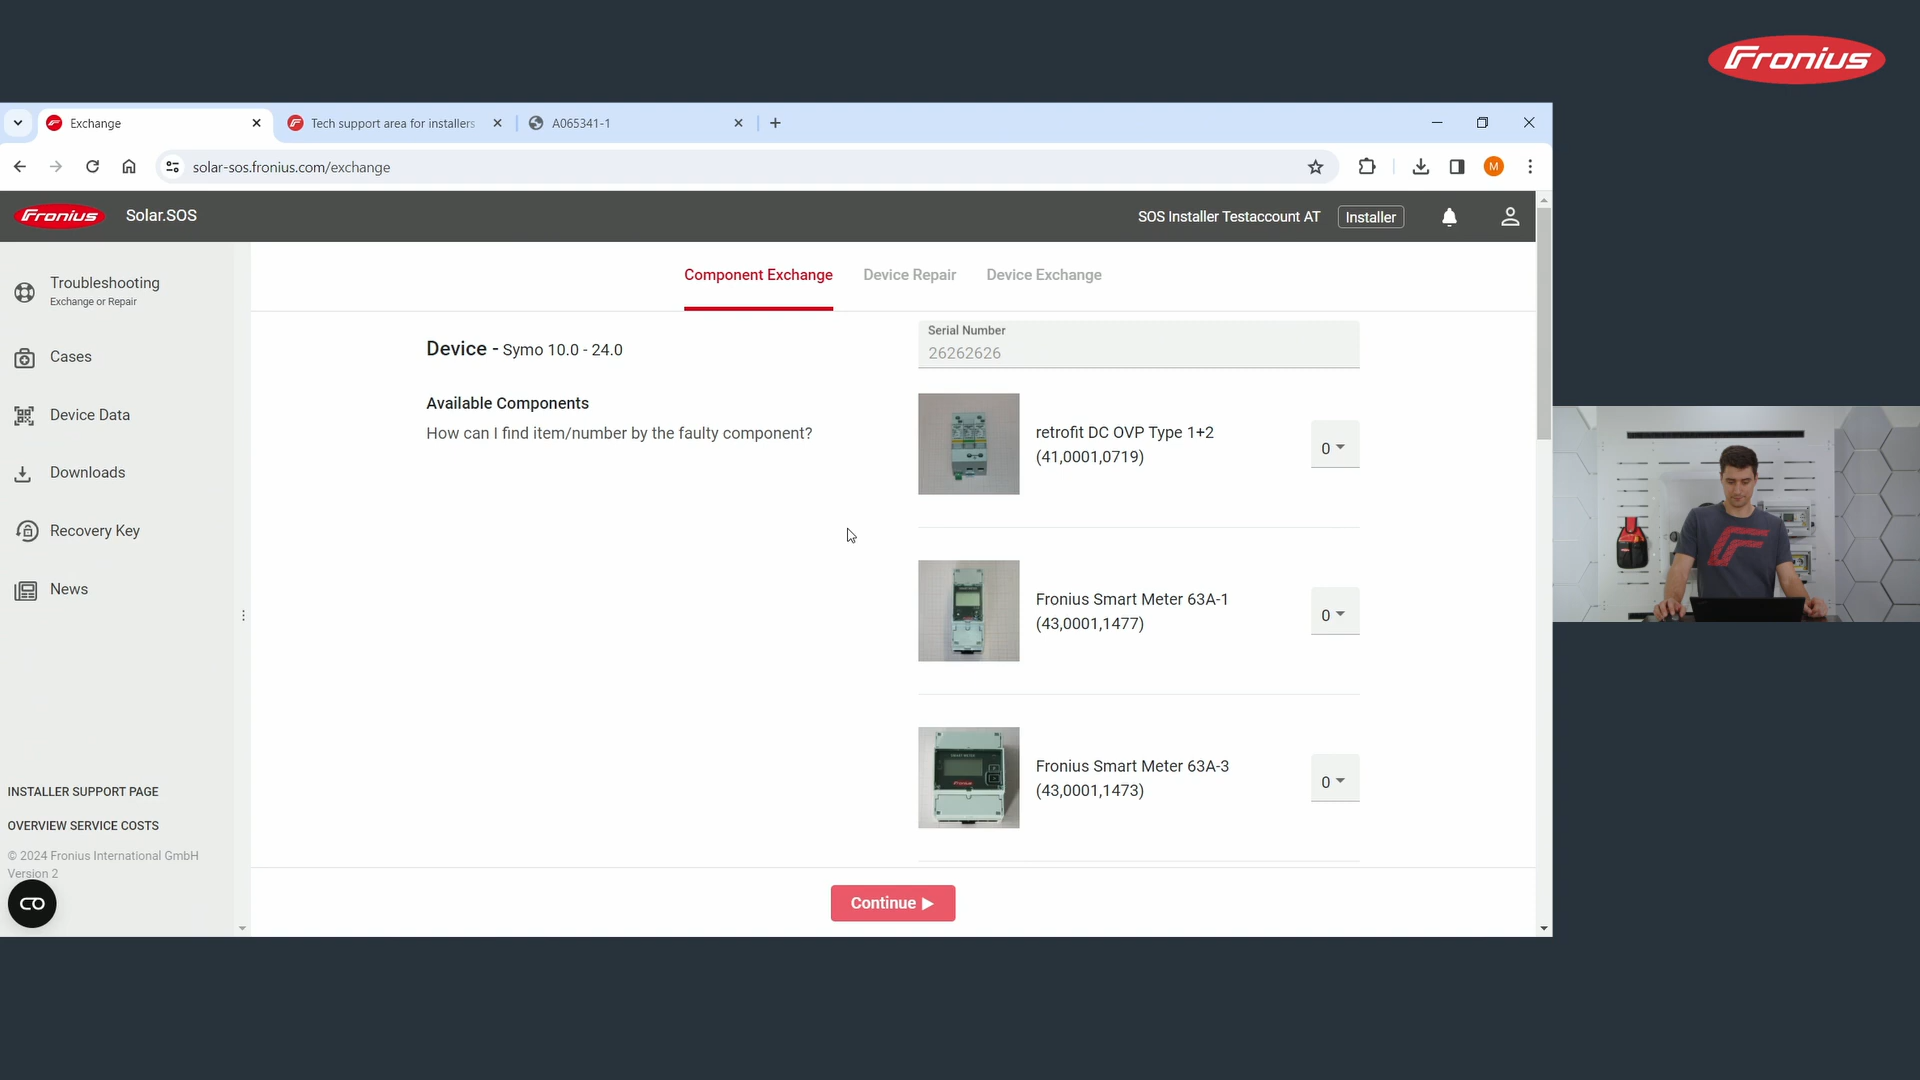 Fronius
Exchange
Tech support area for installers
A065341-1
solar-sos.fronius.com/exchange
M
Fronius
Solar.SOS
SOS Installer Testaccount AT
Installer
Troubleshooting
Exchange or Repair
Cases
Device Data
Downloads
Recovery Key
News
INSTALLER SUPPORT PAGE
OVERVIEW SERVICE COSTS
© 2024 Fronius International GmbH
Version 2
Component Exchange
Device Repair
Device Exchange
Device - Symo 10.0 - 24.0
Available Components
How can I find item/number by the faulty component?
Serial Number
26262626
retrofit DC OVP Type 1+2
(41,0001,0719)
0
Fronius Smart Meter 63A-1
(43,0001,1477)
0
Fronius Smart Meter 63A-3
(43,0001,1473)
0
Continue